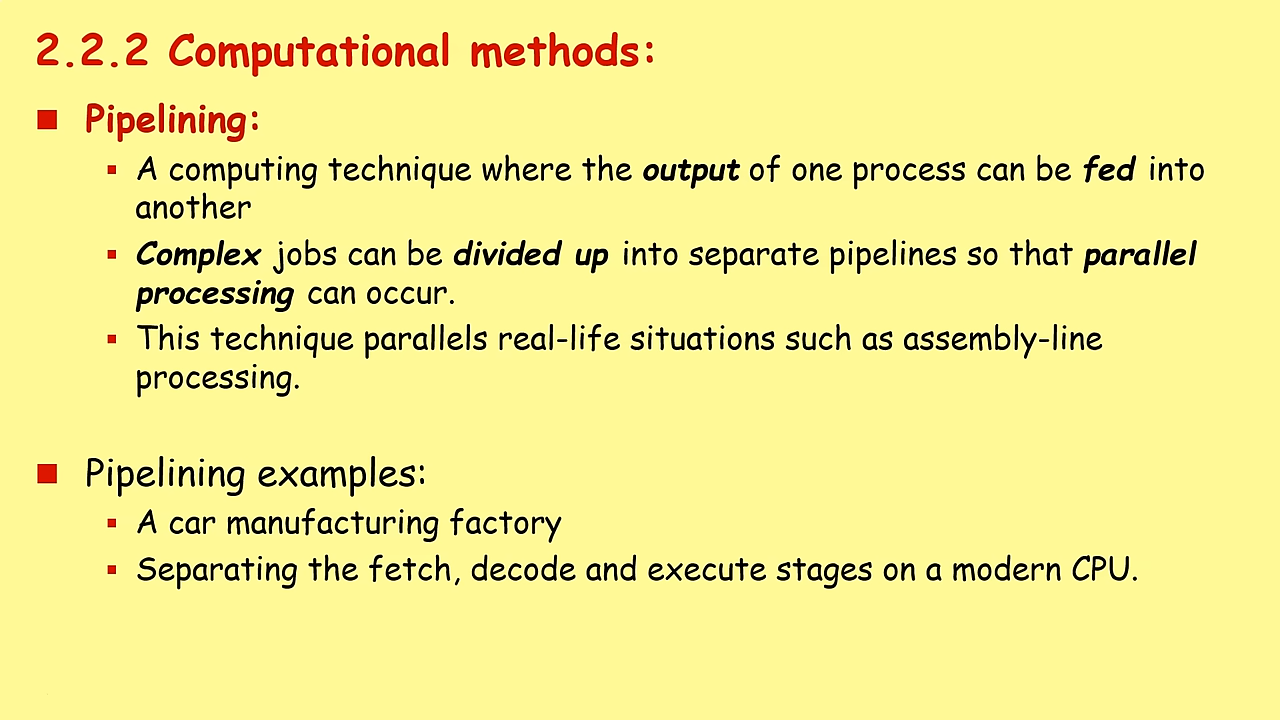 2.2.2 Computational methods:
Pipelining:
A computing technique where the output of one process can be fed into
another
Complex jobs can be divided up into separate pipelines so that parallel
processing can occur.
This technique parallels real-life situations such as assembly-line
processing.
Pipelining examples:
A car manufacturing factory
Separating the fetch, decode and execute stages on a modern CPU.